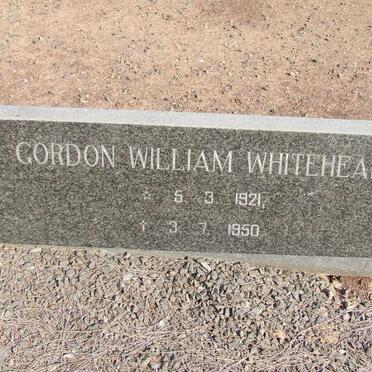 GORDON WILLIAM WHITEHEA
☆ 5. 3. 1921.
† 3. 7. 1950.